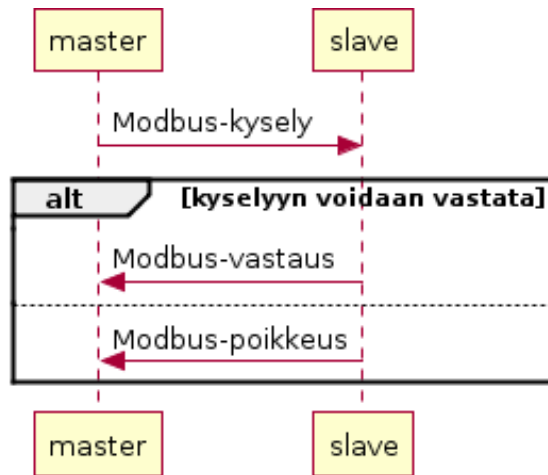 master slave
Modbus-kysely
alt [kyselyyn voidaan vastata]
Modbus-vastaus
Modbus-poikkeus
master slave